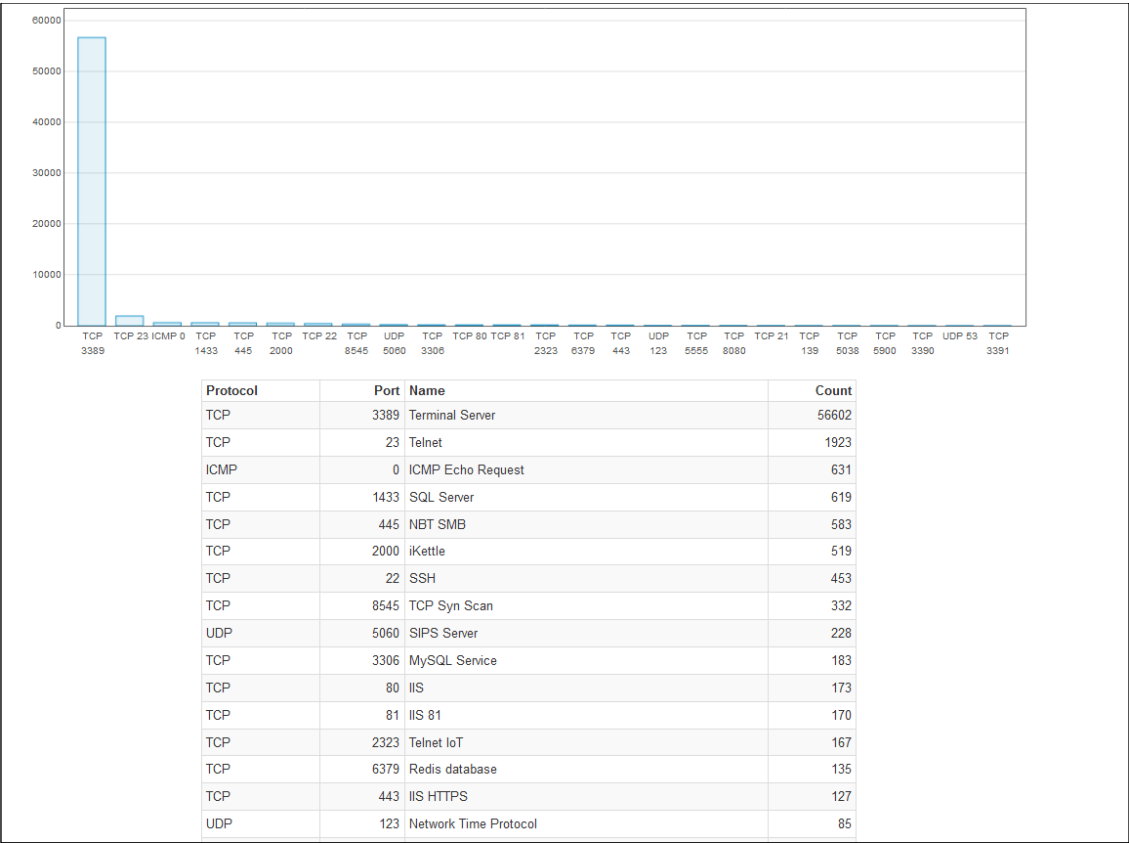 60000
50000
40000
30000
20000
10000
0
TCP TCP 23 ICMP 0 TCP TCP TCP TCP 22 TCP UDP TCP TCP 80 TCP 81 TCP TCP TCP UDP TCP TCP TCP 21 TCP TCP TCP TCP UDP 53 TCP
3389 1433 445 2000 8545 5060 3306 2323 6379 443 123 5555 8080 139 5038 5900 3390 3391
Protocol Port Name Count
TCP 3389 Terminal Server 56602
TCP 23 Telnet 1923
ICMP 0 ICMP Echo Request 631
TCP 1433 SQL Server 619
TCP 445 NBT SMB 583
TCP 2000 iKettle 519
TCP 22 SSH 453
TCP 8545 TCP Syn Scan 332
UDP 5060 SIPS Server 228
TCP 3306 MySQL Service 183
TCP 80 IIS 173
TCP 81 IIS 81 170
TCP 2323 Telnet IoT 167
TCP 6379 Redis database 135
TCP 443 IIS HTTPS 127
UDP 123 Network Time Protocol 85